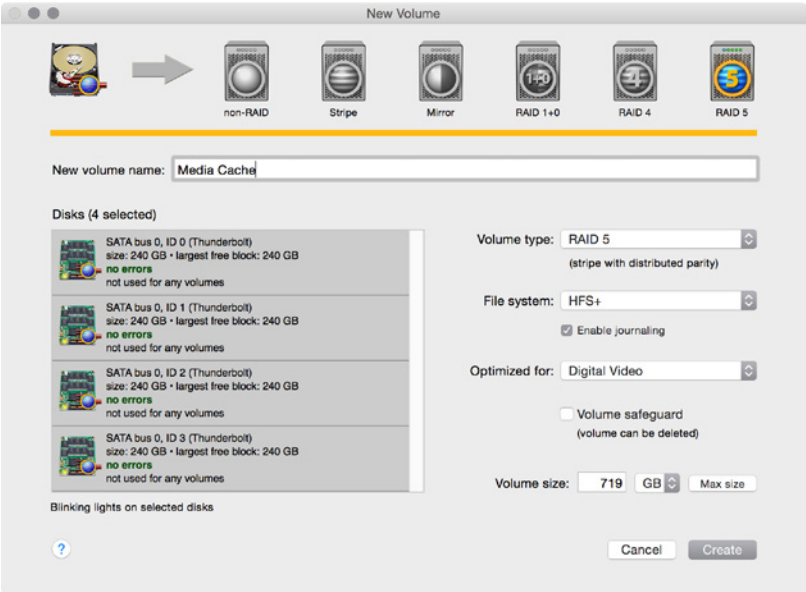 New Volume
1+0
4
5
non-RAID
Stripe
Mirror
RAID 1+0
RAID 4
RAID 5
New volume name: Media Cache
Disks (4 selected)
SATA bus 0, ID 0 (Thunderbolt)
size: 240 GB • largest free block: 240 GB
no errors
not used for any volumes
SATA bus 0, ID 1 (Thunderbolt)
size: 240 GB • largest free block: 240 GB
no errors
not used for any volumes
SATA bus 0, ID 2 (Thunderbolt)
size: 240 GB • largest free block: 240 GB
no errors
not used for any volumes
SATA bus 0, ID 3 (Thunderbolt)
size: 240 GB • largest free block: 240 GB
no errors
not used for any volumes
Blinking lights on selected disks
Volume type: RAID 5
(stripe with distributed parity)
File system: HFS+
Enable journaling
Optimized for: Digital Video
Volume safeguard
(volume can be deleted)
Volume size: 719 GB Max size
?
Cancel
Create